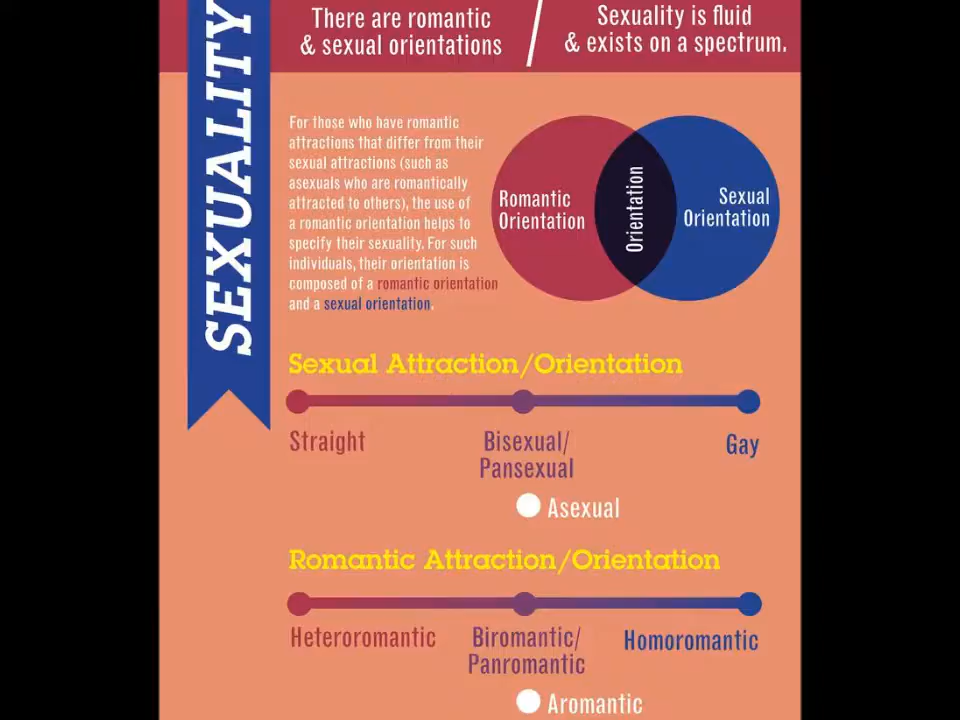 There are romantic
& sexual orientations
/
Sexuality is fluid
& exists on a spectrum.
SEXUALITY
For those who have romantic
attractions that differ from their
sexual attractions (such as
asexuals who are romantically
attracted to others), the use of
a romantic orientation helps to
specify their sexuality. For such
individuals, their orientation is
composed of a romantic orientation
and a sexual orientation.
Romantic
Orientation
Orientation
Sexual
Orientation
Sexual Attraction/Orientation
Straight
Bisexual/
Pansexual
Gay
Asexual
Romantic Attraction/Orientation
Heteroromantic
Biromantic/
Panromantic
Homoromantic
Aromantic